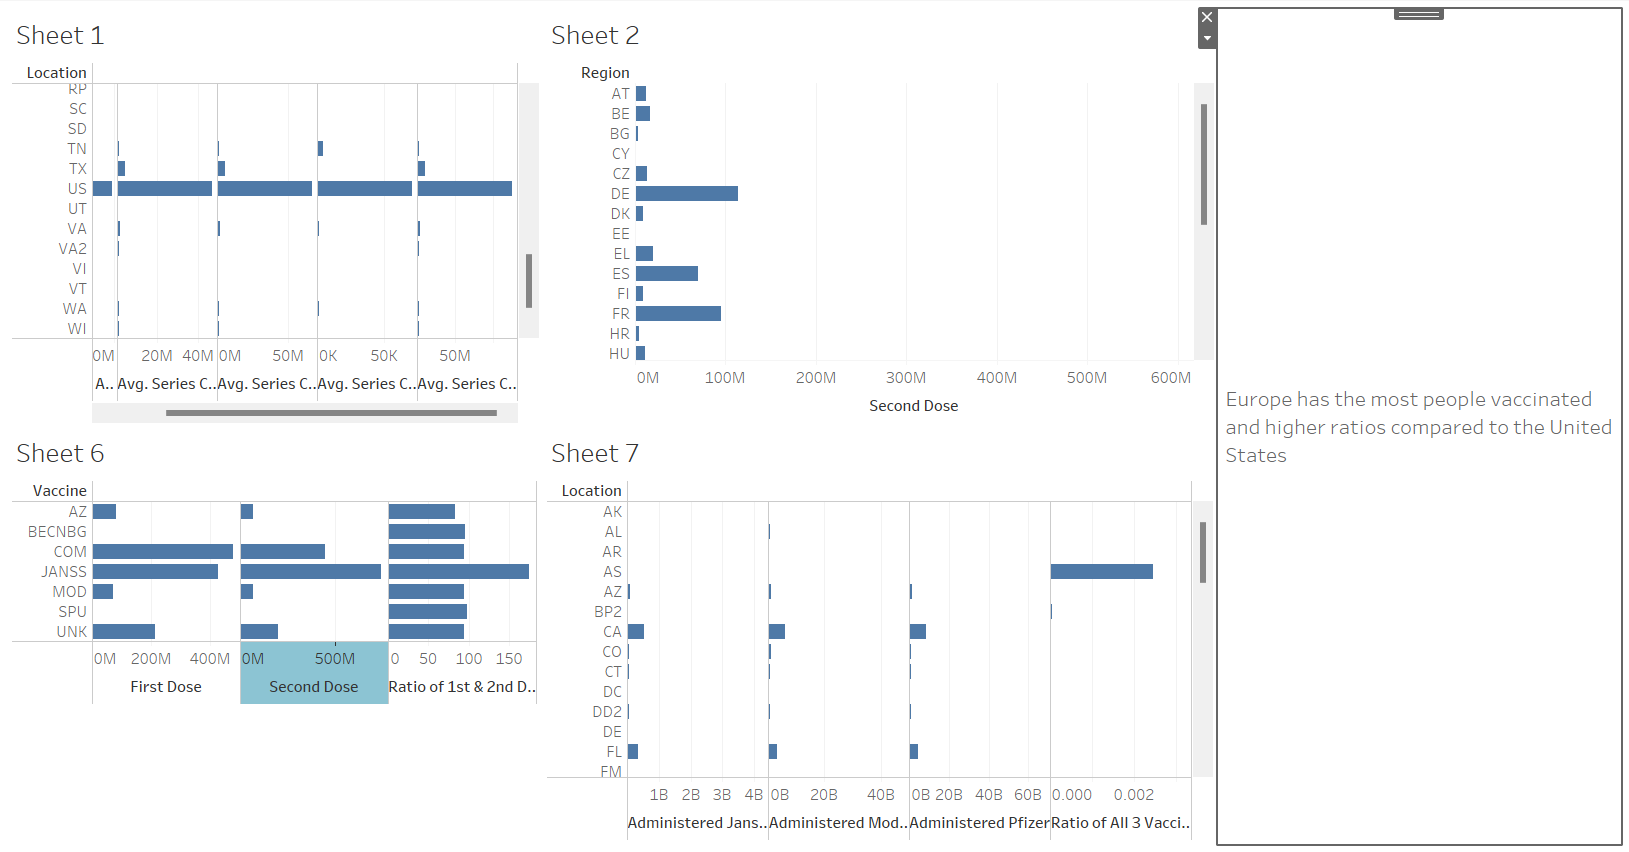 Sheet 1
Location
RP
SC
SD
TN
TX
US
UT
VA
VA2
VI
VT
WA
WI
0M 20M 40M 0M 50M 0K 50K 50M
A.. Avg. Series C.. Avg. Series C.. Avg. Series C.. Avg. Series C..
Sheet 2
Region
AT
BE
BG
CY
CZ
DE
DK
EE
EL
ES
FI
FR
HR
HU
0M 100M 200M 300M 400M 500M 600M
Second Dose
Sheet 6
Vaccine
AZ
BECNBG
COM
JANSS
MOD
SPU
UNK
0M 200M 400M 0M 500M 0 50 100 150
First Dose Second Dose Ratio of 1st & 2nd D..
Sheet 7
Location
AK
AL
AR
AS
AZ
BP2
CA
CO
CT
DC
DD2
DE
FL
FM
1B 2B 3B 4B 0B 20B 40B 0B 20B 40B 60B 0.000 0.002
Administered Jans.. Administered Mod.. Administered Pfizer Ratio of All 3 Vacci..
Europe has the most people vaccinated
and higher ratios compared to the United
States